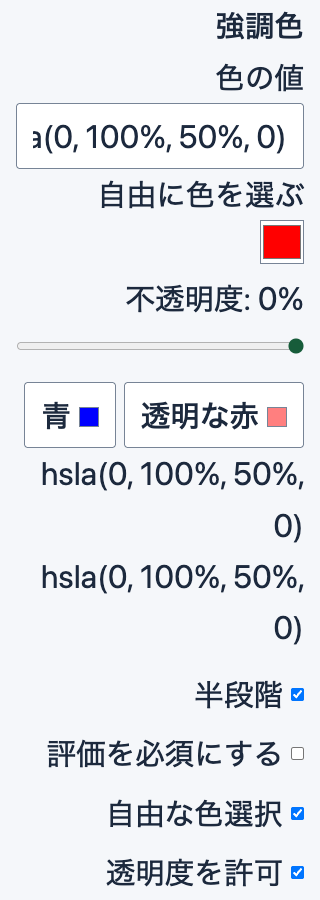 強調色
色の値
a(0, 100%, 50%, 0)
自由に色を選ぶ
不透明度: 0%
青
透明な赤
hsla(0, 100%, 50%,
0)
hsla(0, 100%, 50%,
0)
半段階
評価を必須にする
自由な色選択
透明度を許可